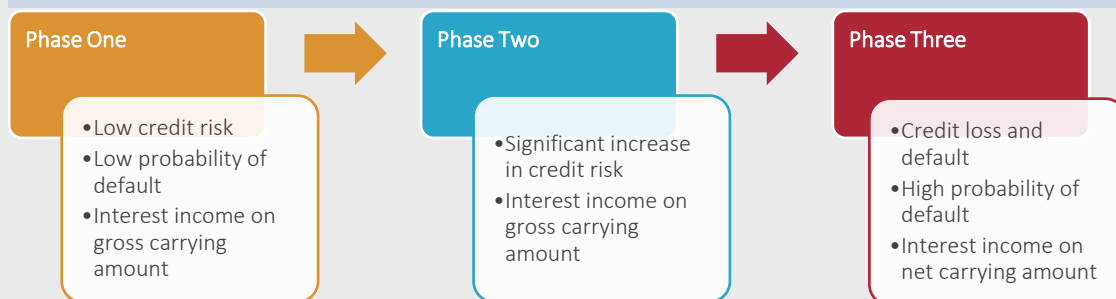 Phase One
•Low credit risk
•Low probability of
default
•Interest income on
gross carrying
amount
Phase Two
•Significant increase
in credit risk
•Interest income on
gross carrying
amount
Phase Three
•Credit loss and
default
•High probability of
default
•Interest income on
net carrying amount